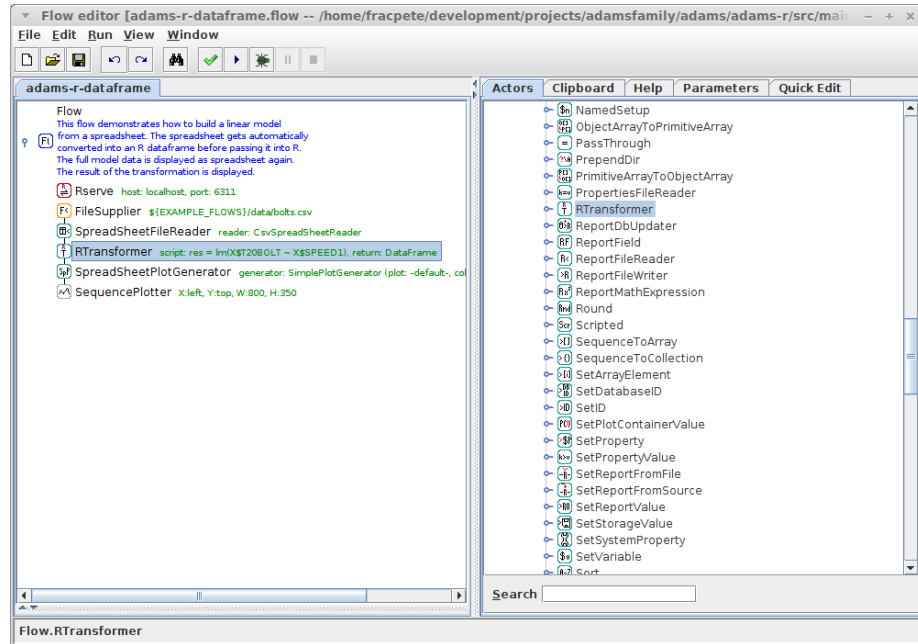 Flow editor [adams-r-dataframe.flow -- /home/fracpete/development/projects/adamsfamily/adams/adams-r/src/main
File Edit Run View Window
adams-r-dataframe
Flow
This flow demonstrates how to build a linear model
from a spreadsheet. The spreadsheet gets automatically
converted into an R dataframe before passing it into R.
The full model data is displayed as spreadsheet again.
The result of the transformation is displayed.
Rserve host: localhost, port: 6311
FileSupplier ${EXAMPLE_FLOWS}/data/bolts.csv
SpreadSheetFileReader reader: CsvSpreadSheetReader
RTransformer script: res = lm(X$T20BOLT ~ X$SPEED1), return: DataFrame
SpreadSheetPlotGenerator generator: SimplePlotGenerator (plot: -default-, col
SequencePlotter X:left, Y:top, W:800, H:350
Actors Clipboard Help Parameters Quick Edit
NamedSetup
ObjectArrayToPrimitiveArray
PassThrough
PrependDir
PrimitiveArrayToObjectArray
PropertiesFileReader
RTransformer
ReportDbUpdater
ReportField
ReportFileReader
ReportFileWriter
ReportMathExpression
Round
Scripted
SequenceToArray
SequenceToCollection
SetArrayElement
SetDatabaseID
SetID
SetPlotContainerValue
SetProperty
SetPropertyValue
SetReportFromFile
SetReportFromSource
SetReportValue
SetStorageValue
SetSystemProperty
SetVariable
Sort
Search
Flow.RTransformer